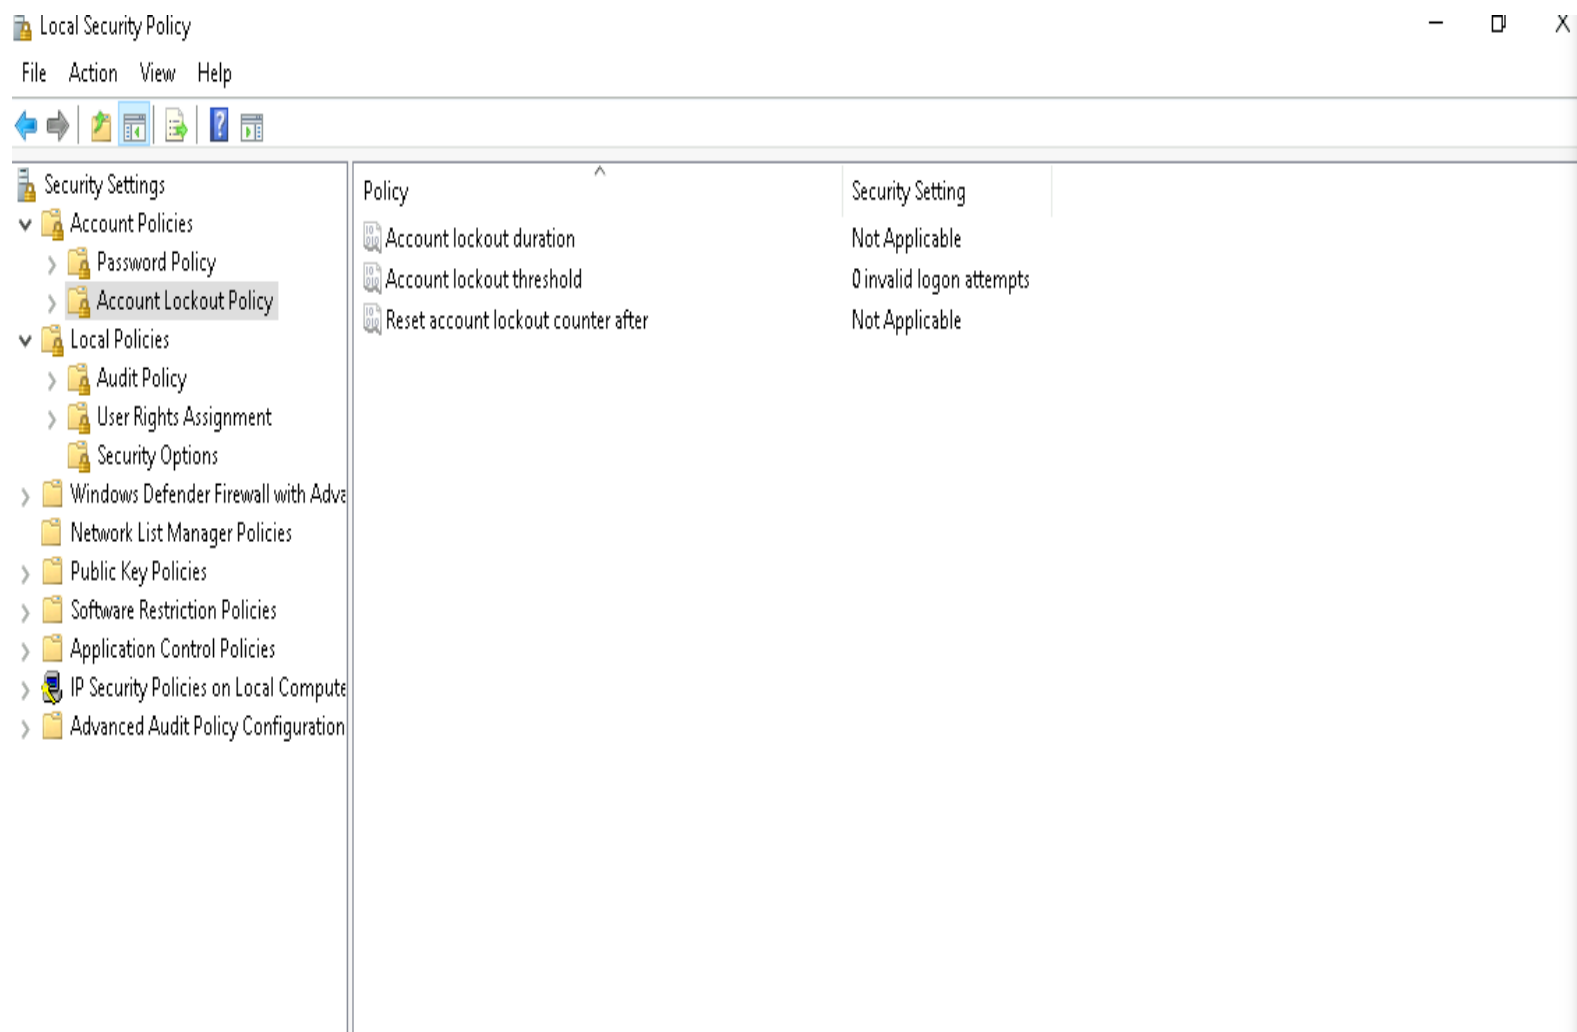 Local Security Policy
File Action View Help
Security Settings
Account Policies
Password Policy
Account Lockout Policy
Local Policies
Audit Policy
User Rights Assignment
Security Options
Windows Defender Firewall with Adva
Network List Manager Policies
Public Key Policies
Software Restriction Policies
Application Control Policies
IP Security Policies on Local Compute
Advanced Audit Policy Configuration
Policy Security Setting
Account lockout duration Not Applicable
Account lockout threshold 0 invalid logon attempts
Reset account lockout counter after Not Applicable